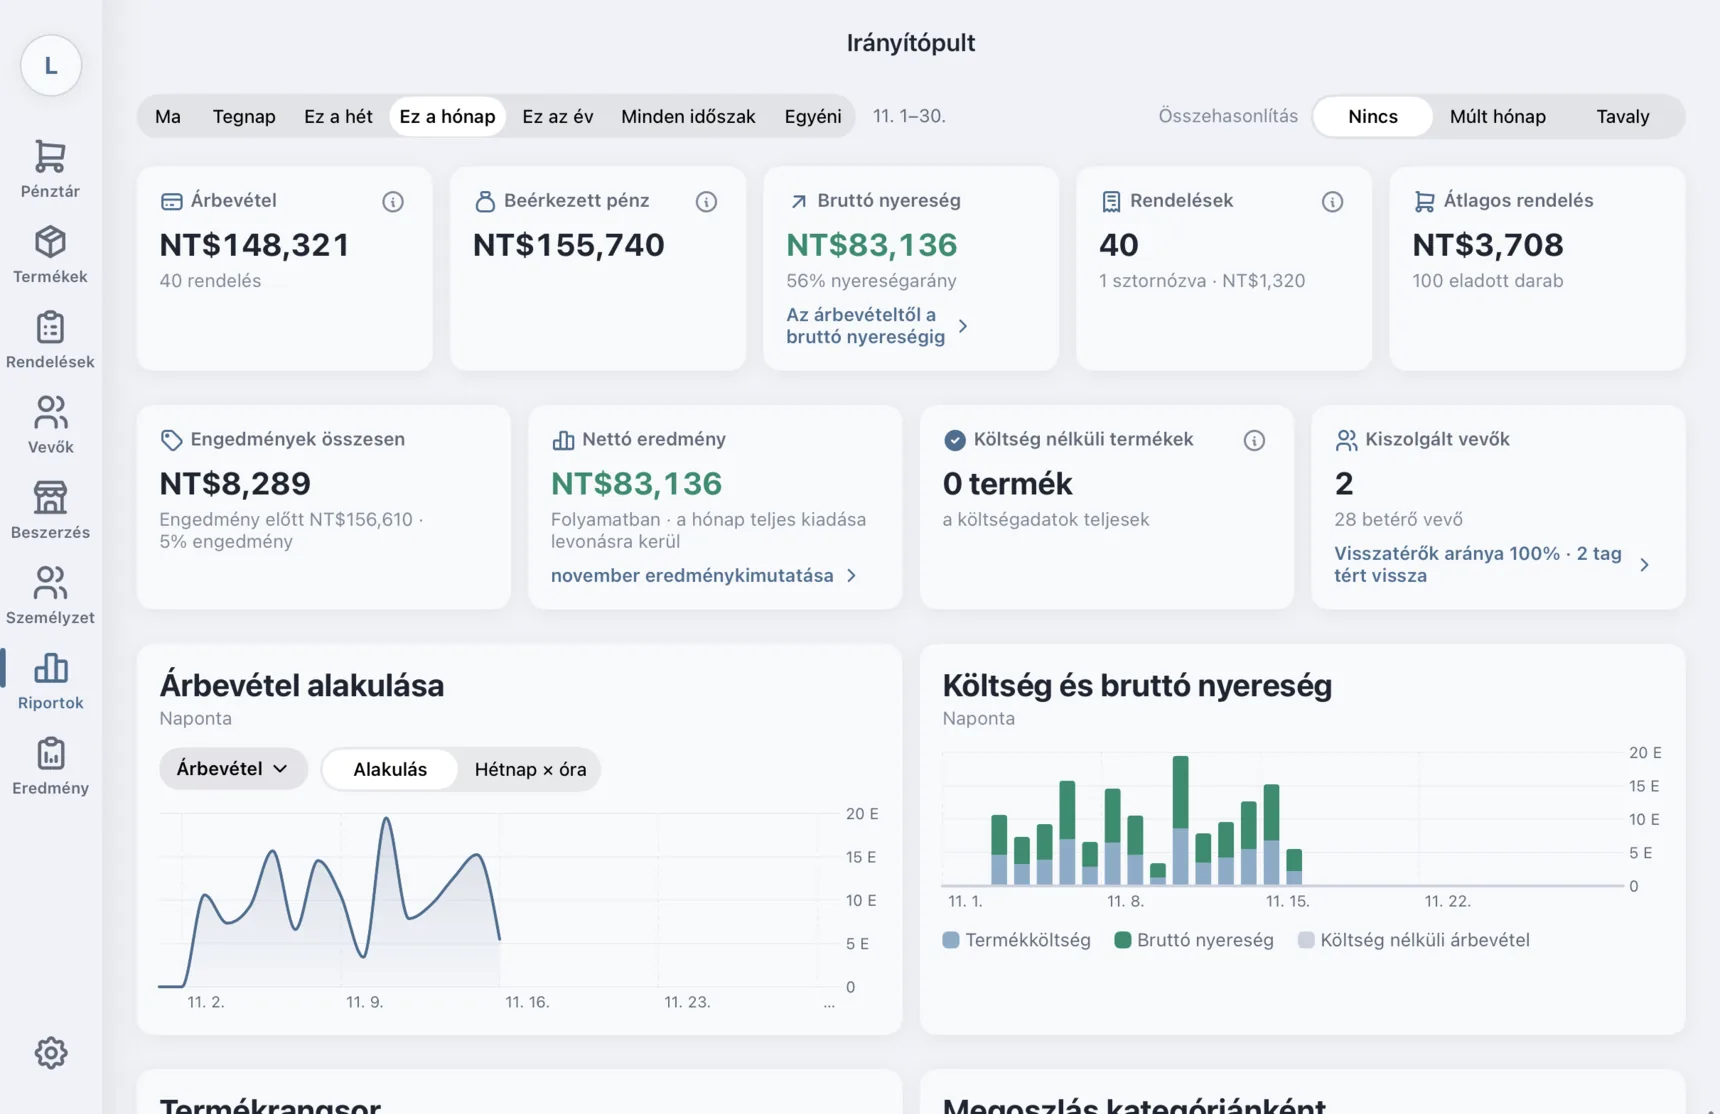 Irányítópult
L
Pénztár
Termékek
Rendelések
Vevők
Beszerzés
Személyzet
Riportok
Eredmény
Ma Tegnap Ez a hét Ez a hónap Ez az év Minden időszak Egyéni 11. 1–30.
Összehasonlítás Nincs Múlt hónap Tavaly
Árbevétel
NT$148,321
40 rendelés
Beérkezett pénz
NT$155,740
Bruttó nyereség
NT$83,136
56% nyereségarány
Az árbevételtől a
bruttó nyereségig
Rendelések
40
1 sztornózva · NT$1,320
Átlagos rendelés
NT$3,708
100 eladott darab
Engedmények összesen
NT$8,289
Engedmény előtt NT$156,610 ·
5% engedmény
Nettó eredmény
NT$83,136
Folyamatban · a hónap teljes kiadása
levonásra kerül
november eredménykimutatása
Költség nélküli termékek
0 termék
a költségadatok teljesek
Kiszolgált vevők
2
28 betérő vevő
Visszatérők aránya 100% · 2 tag
tért vissza
Árbevétel alakulása
Naponta
Árbevétel Alakulás Hétnap × óra
20 E
15 E
10 E
5 E
0
11. 2. 11. 9. 11. 16. 11. 23. ...
Költség és bruttó nyereség
Naponta
20 E
15 E
10 E
5 E
0
11. 1. 11. 8. 11. 15. 11. 22.
Termékköltség Bruttó nyereség Költség nélküli árbevétel
Termékrangsor
Megoszlás kategóriánként